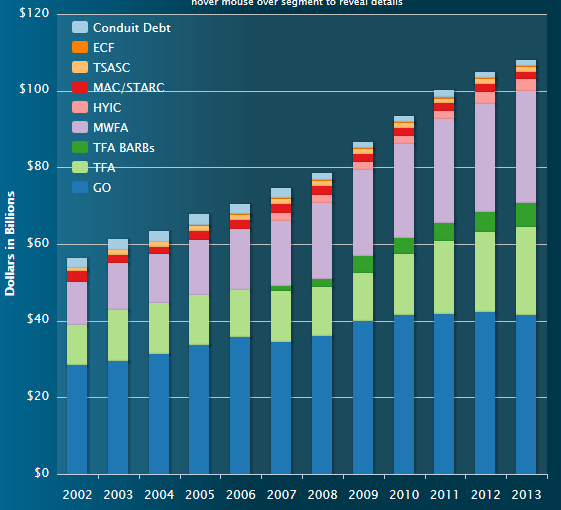 hover mouse over segment to reveal details
$120
Conduit Debt
ECF
TSASC
$100
MAC/STARC
HYIC
MWFA
TFA BARBs
$80
TFA
GO
Dollars in Billions
$60
$40
$20
$0
2002 2003 2004 2005 2006 2007 2008 2009 2010 2011 2012 2013